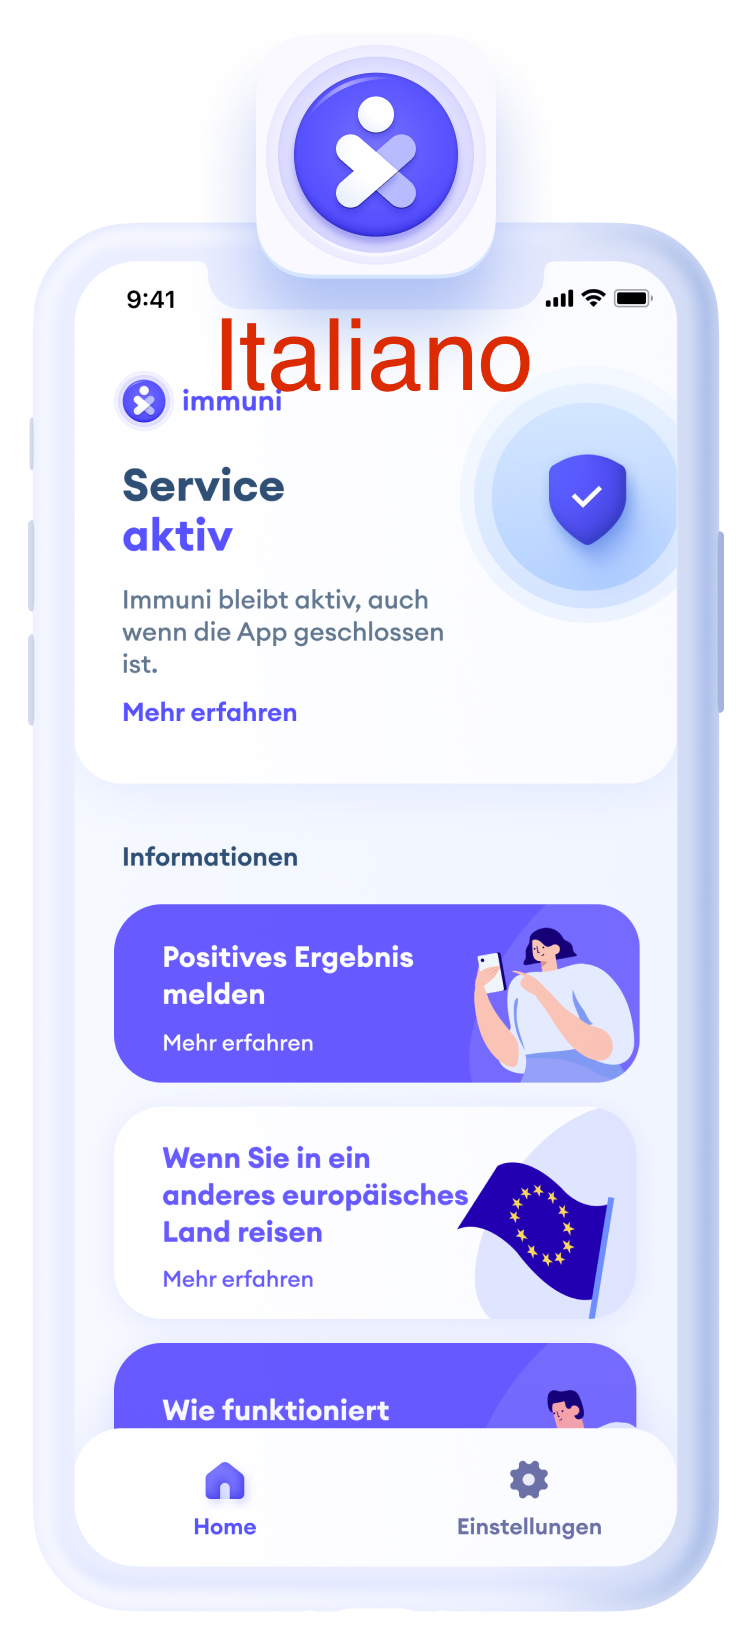 9:41
Italiano
immuni
Service
aktiv
Immuni bleibt aktiv, auch
wenn die App geschlossen
ist.
Mehr erfahren
Informationen
Positives Ergebnis
melden
Mehr erfahren
Wenn Sie in ein
anderes europäisches
Land reisen
Mehr erfahren
Wie funktioniert
Home
Einstellungen